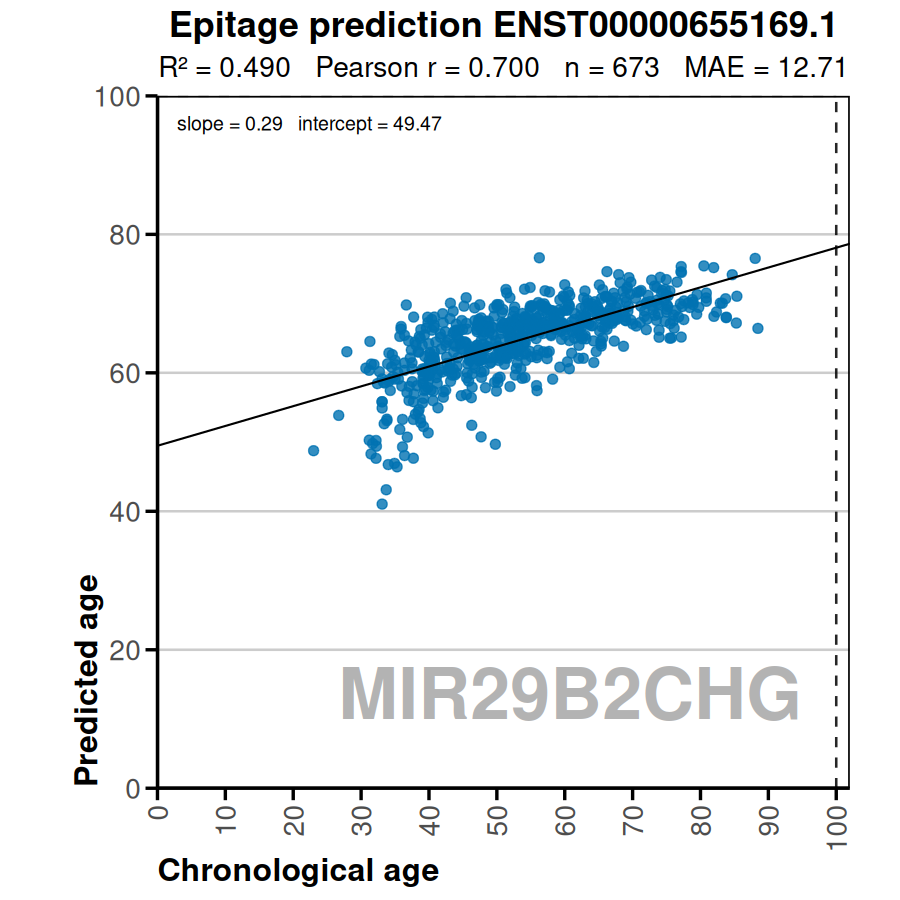 Epitage prediction ENST00000655169.1
R² = 0.490 Pearson r = 0.700 n = 673 MAE = 12.71
slope = 0.29 intercept = 49.47
100
80
60
40
20
0
Predicted age
MIR29B2CHG
0 10 20 30 40 50 60 70 80 90 100
Chronological age